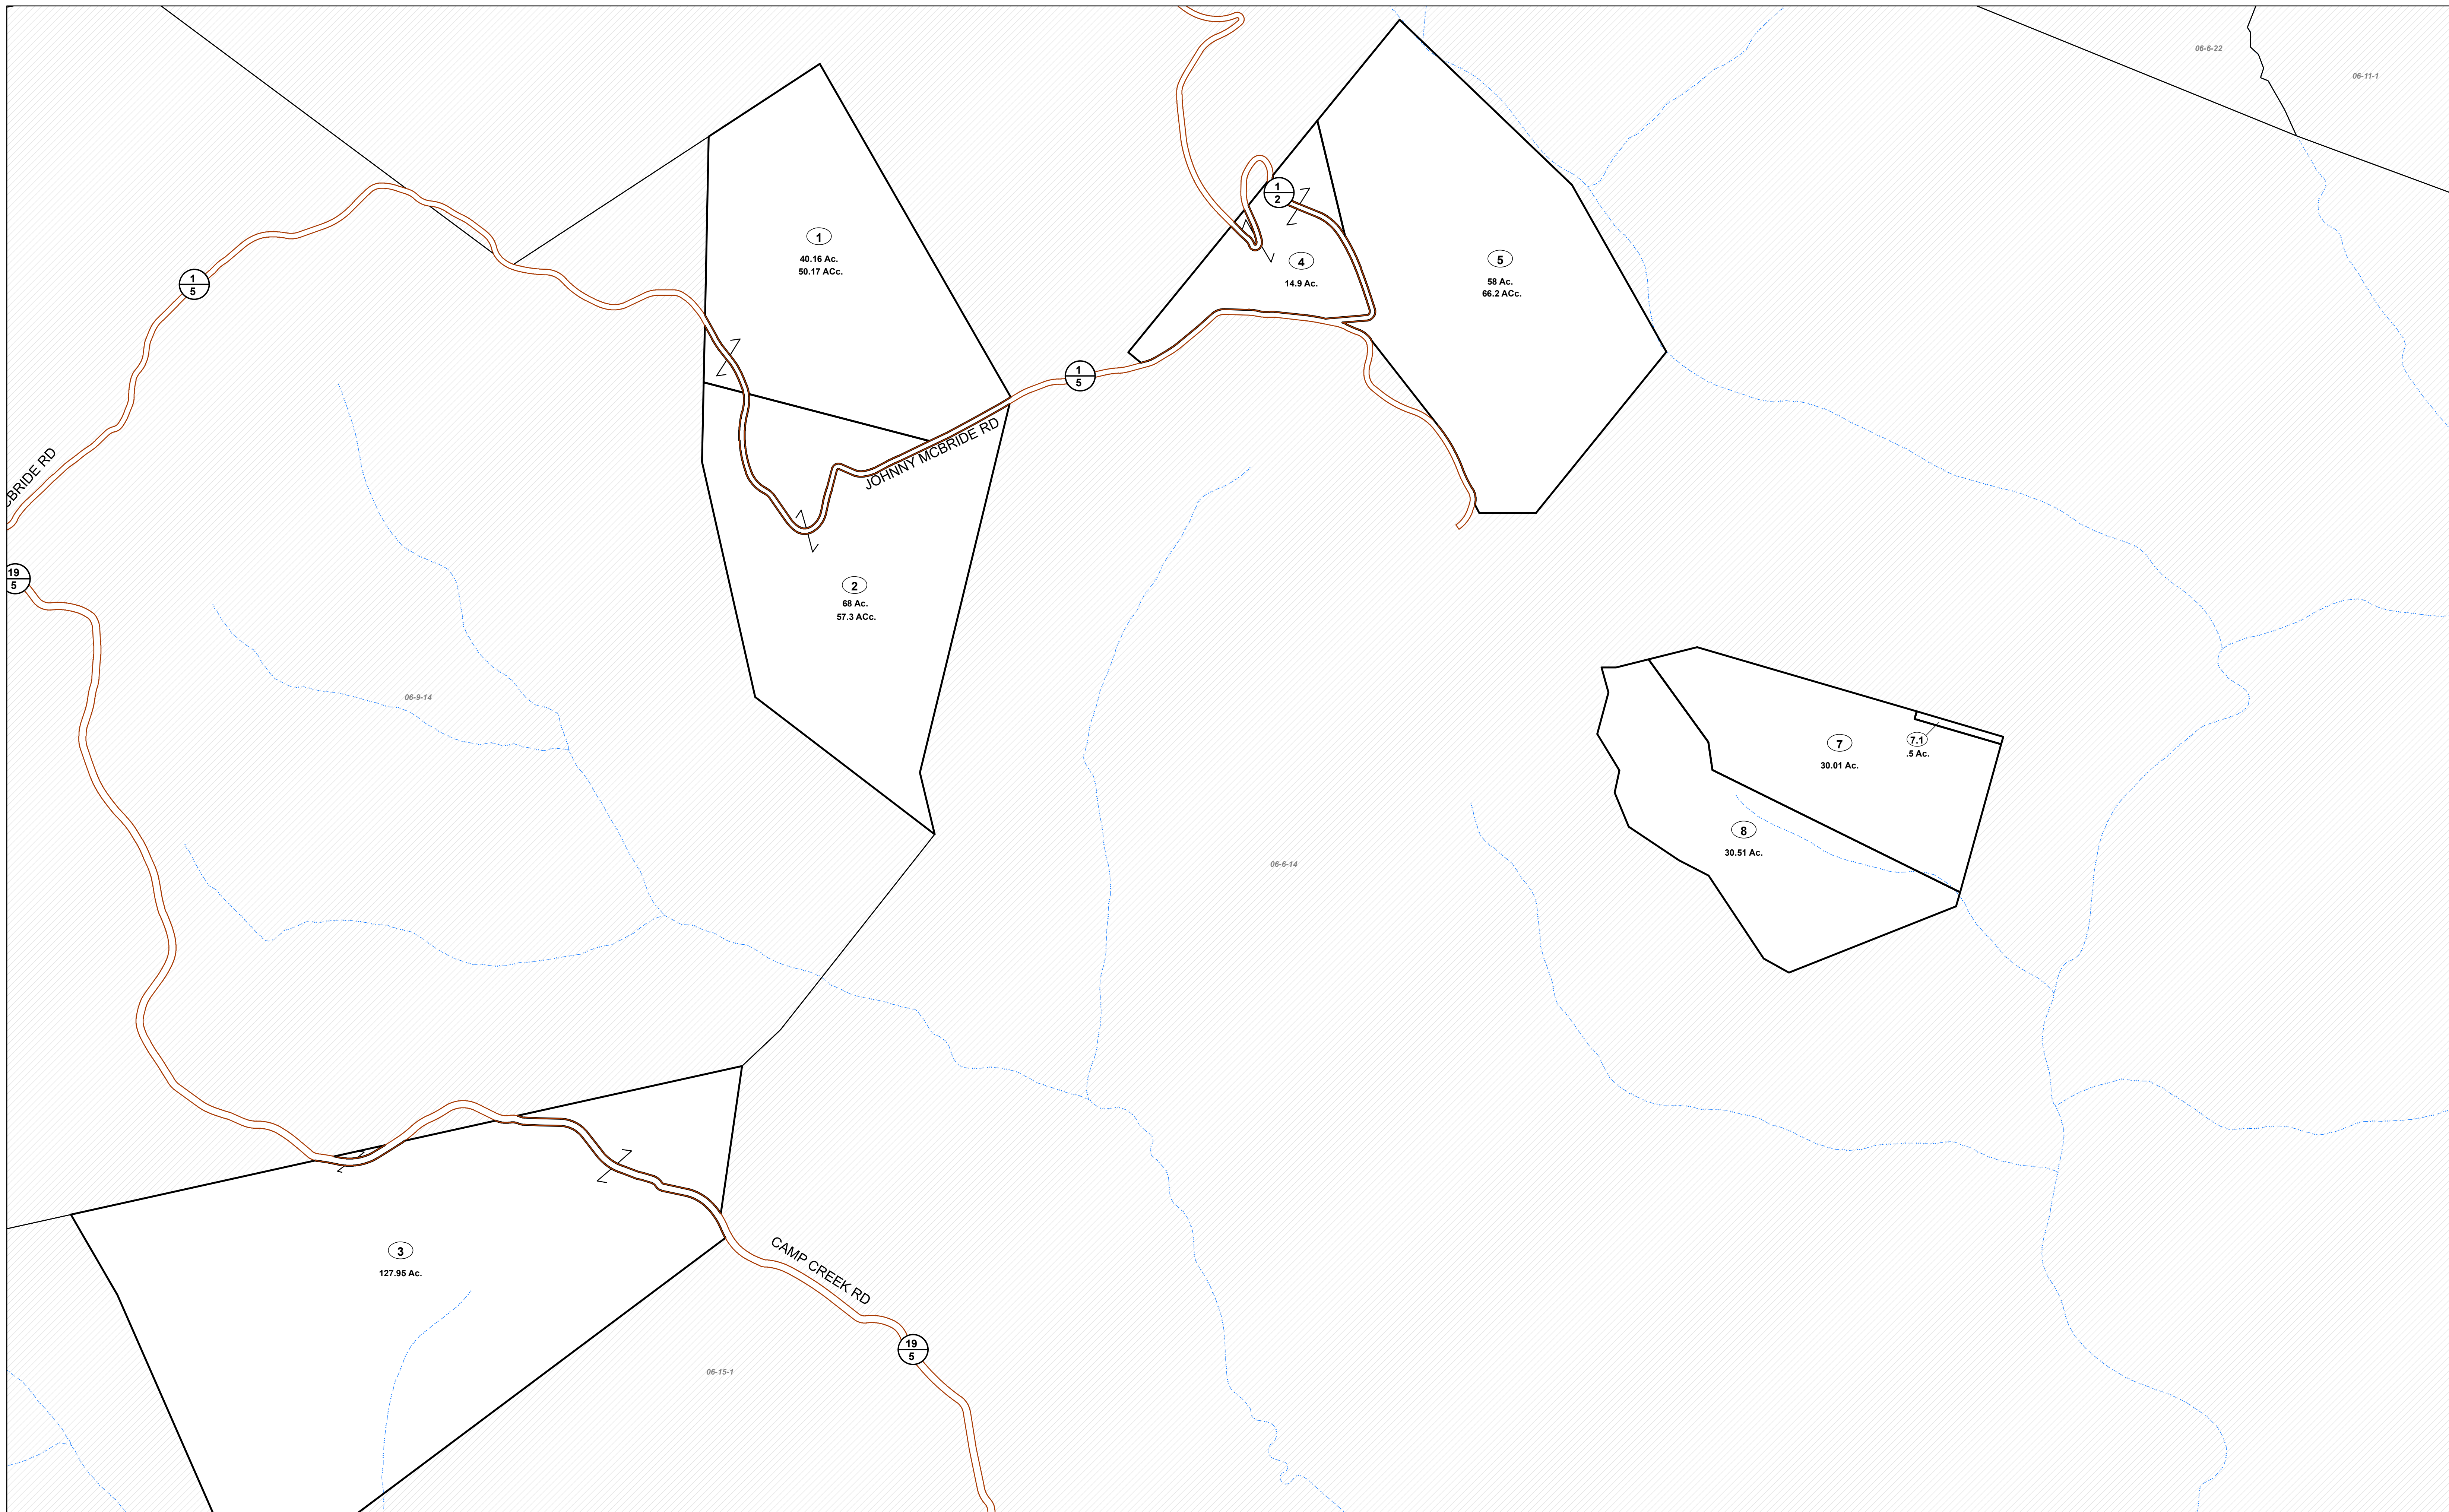 06-6-22
06-11-1
1
2
1
40.16 Ac.
50.17 ACc.
4
14.9 Ac.
5
58 Ac.
66.2 ACc.
1
5
1
5
JOHNNY MCBRIDE RD
CBRIDE RD
19
5
2
68 Ac.
57.3 ACc.
06-9-14
7
30.01 Ac.
7.1
.5 Ac.
8
30.51 Ac.
06-6-14
3
127.95 Ac.
CAMP CREEK RD
19
5
06-15-1